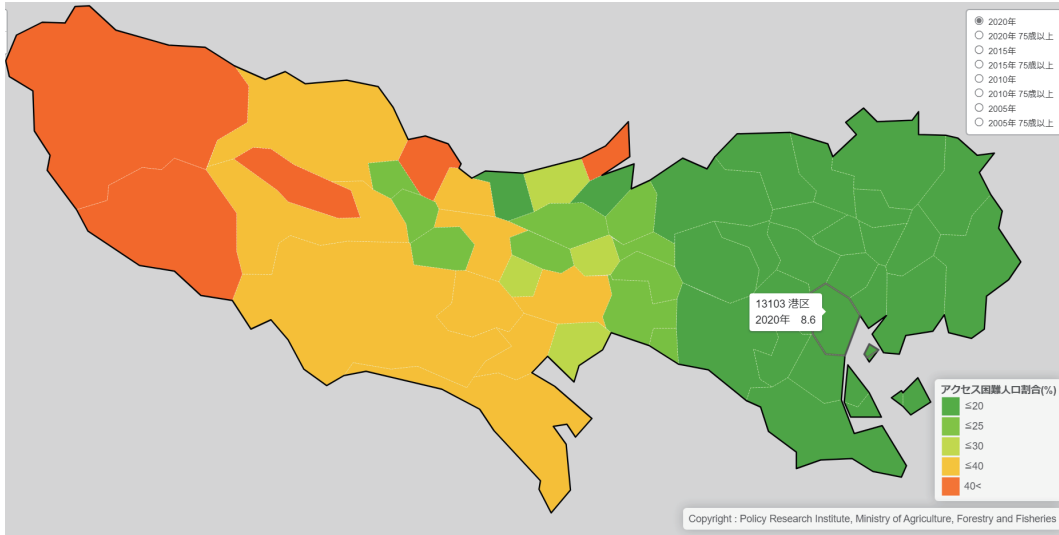 2020年
2020年 75歳以上
2015年
2015年 75歳以上
2010年
2010年 75歳以上
2005年
2005年 75歳以上
13103 港区
2020年 8.6
アクセス困難人口割合(%)
≦20
≦25
≦30
≦40
40<
Copyright : Policy Research Institute, Ministry of Agriculture, Forestry and Fisheries